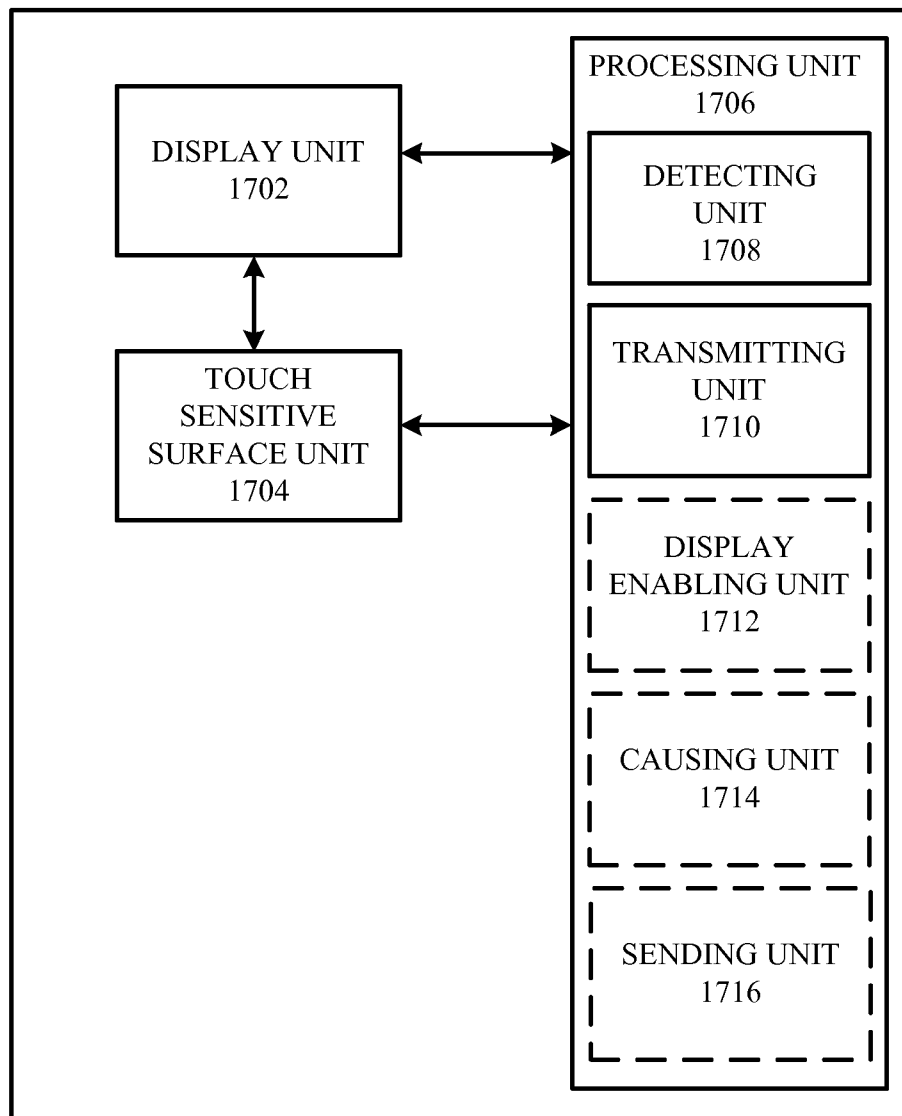 DISPLAY UNIT
1702
TOUCH
SENSITIVE
SURFACE UNIT
1704
PROCESSING UNIT
1706
DETECTING
UNIT
1708
TRANSMITTING
UNIT
1710
DISPLAY
ENABLING UNIT
1712
CAUSING UNIT
1714
SENDING UNIT
1716